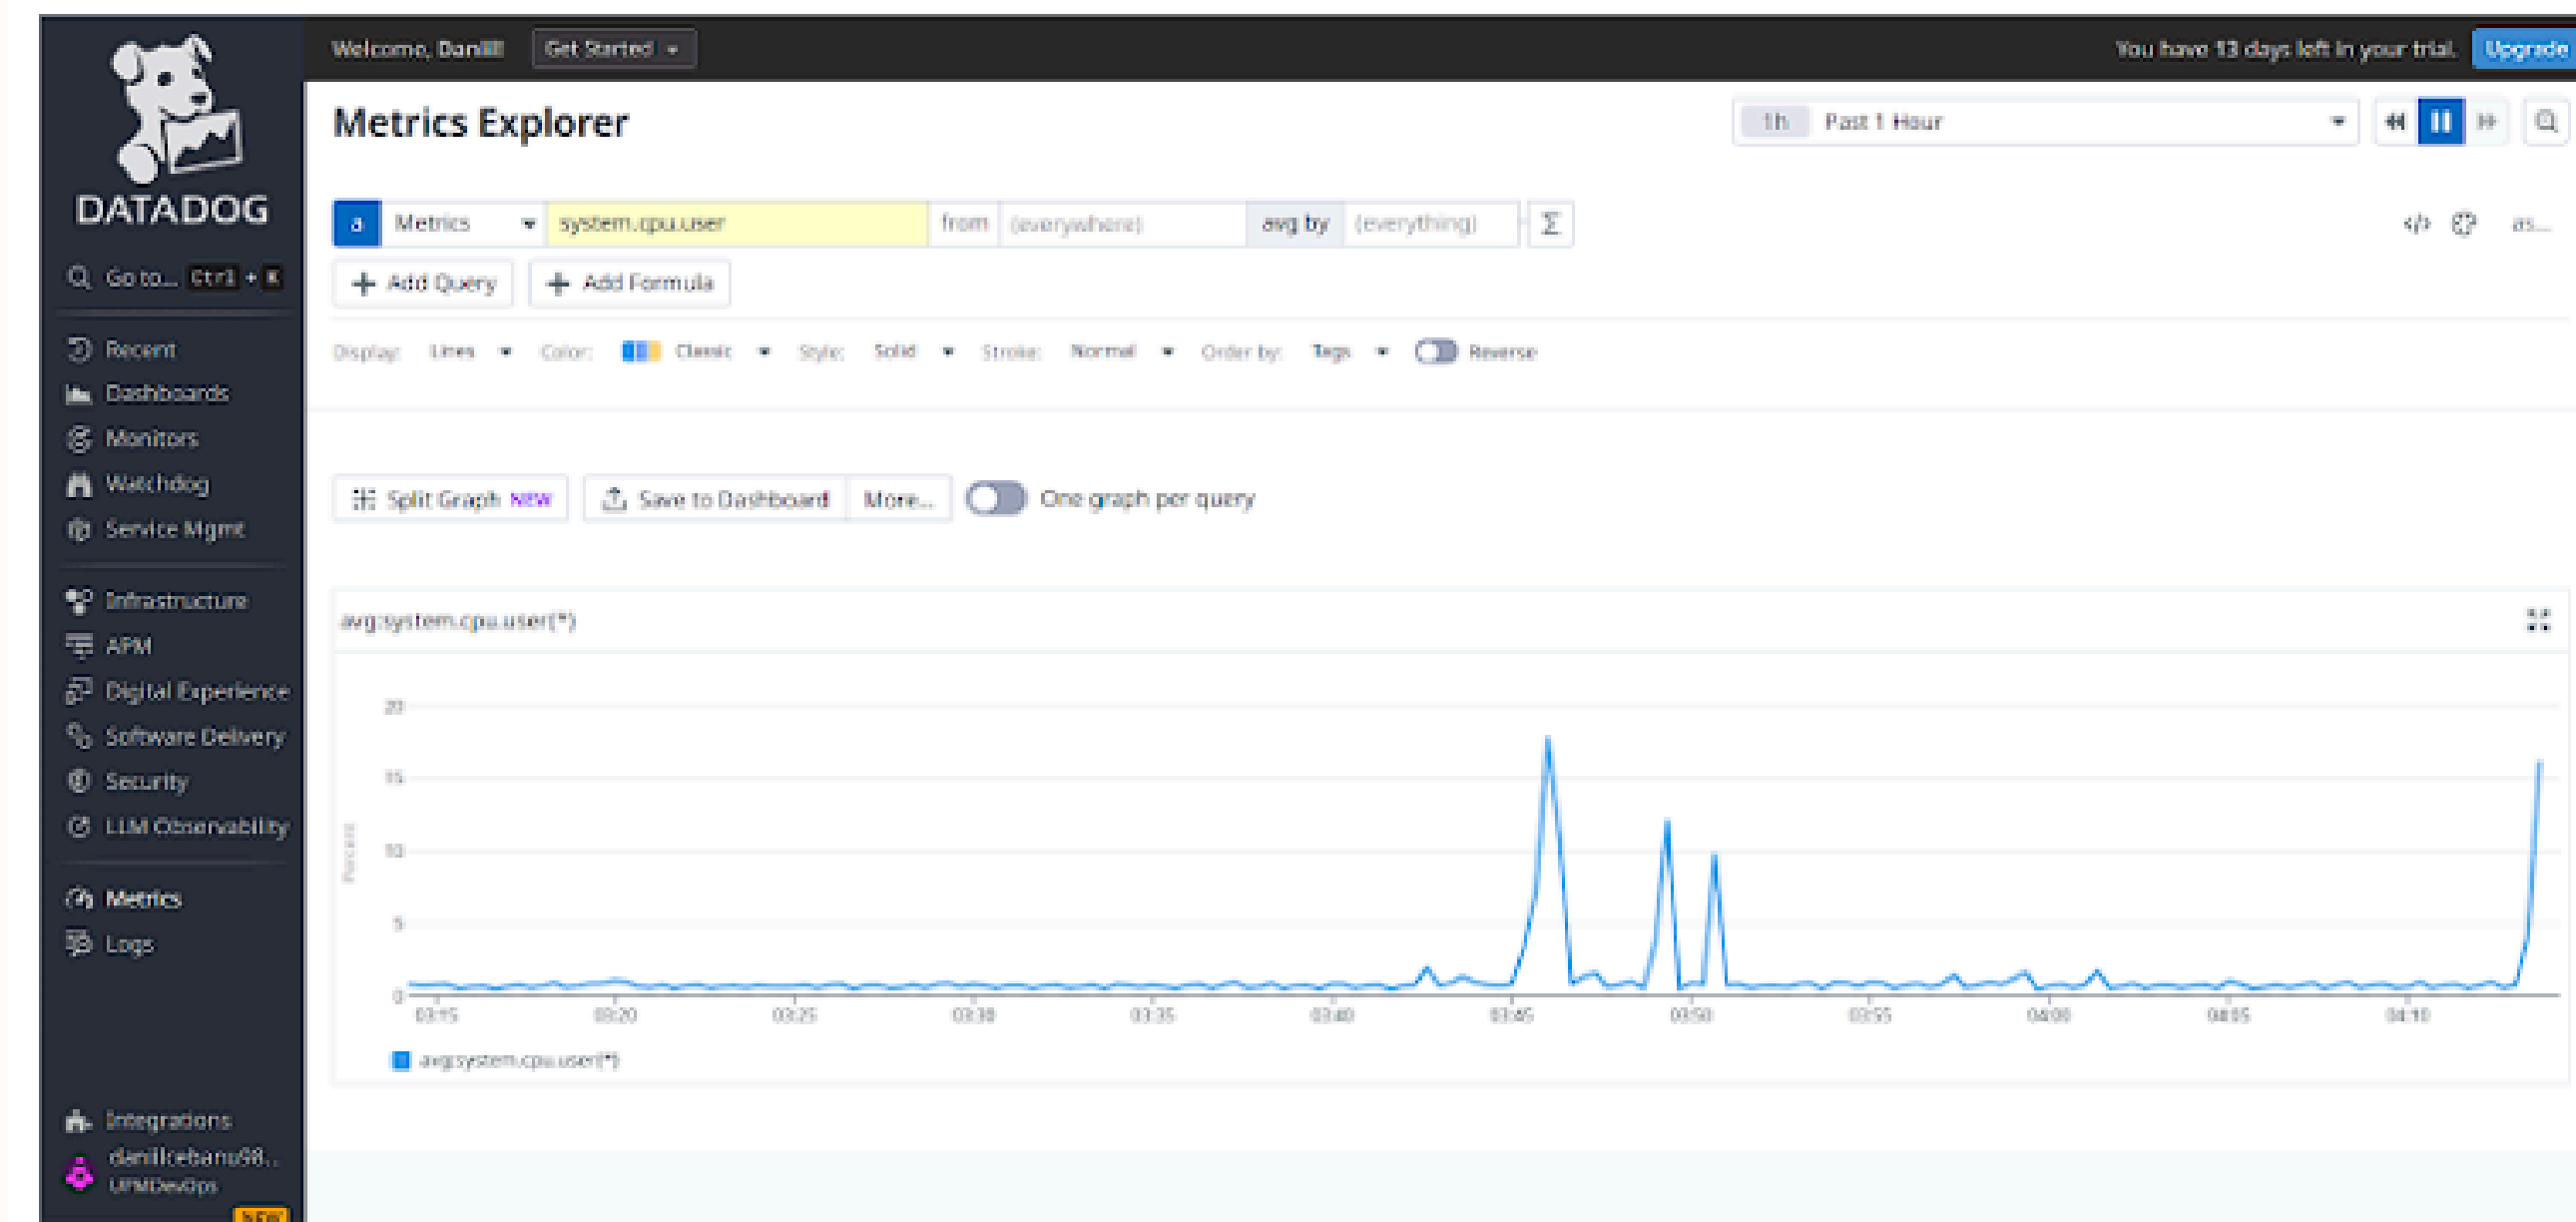 DATADOG
Go to... Ctrl + K
Recent
Dashboards
Monitors
Watchdog
Service Mgmt
Infrastructure
APM
Digital Experience
Software Delivery
Security
LLM Observability
Metrics
Logs
Integrations
daniilcebanu98...
UPMDevOps
NEW
Welcome, Daniil! Get Started
You have 13 days left in your trial. Upgrade
Metrics Explorer
1h Past 1 Hour
a Metrics system.cpu.user from (everywhere) avg by (everything) Σ </> as...
+ Add Query + Add Formula
Display: Lines Color: Classic Style: Solid Stroke: Normal Order by: Tags Reverse
Split Graph NEW Save to Dashboard More... One graph per query
avg:system.cpu.user{*}
Percent
20
15
10
5
0
03:15 03:20 03:25 03:30 03:35 03:40 03:45 03:50 03:55 04:00 04:05 04:10
avg:system.cpu.user{*}